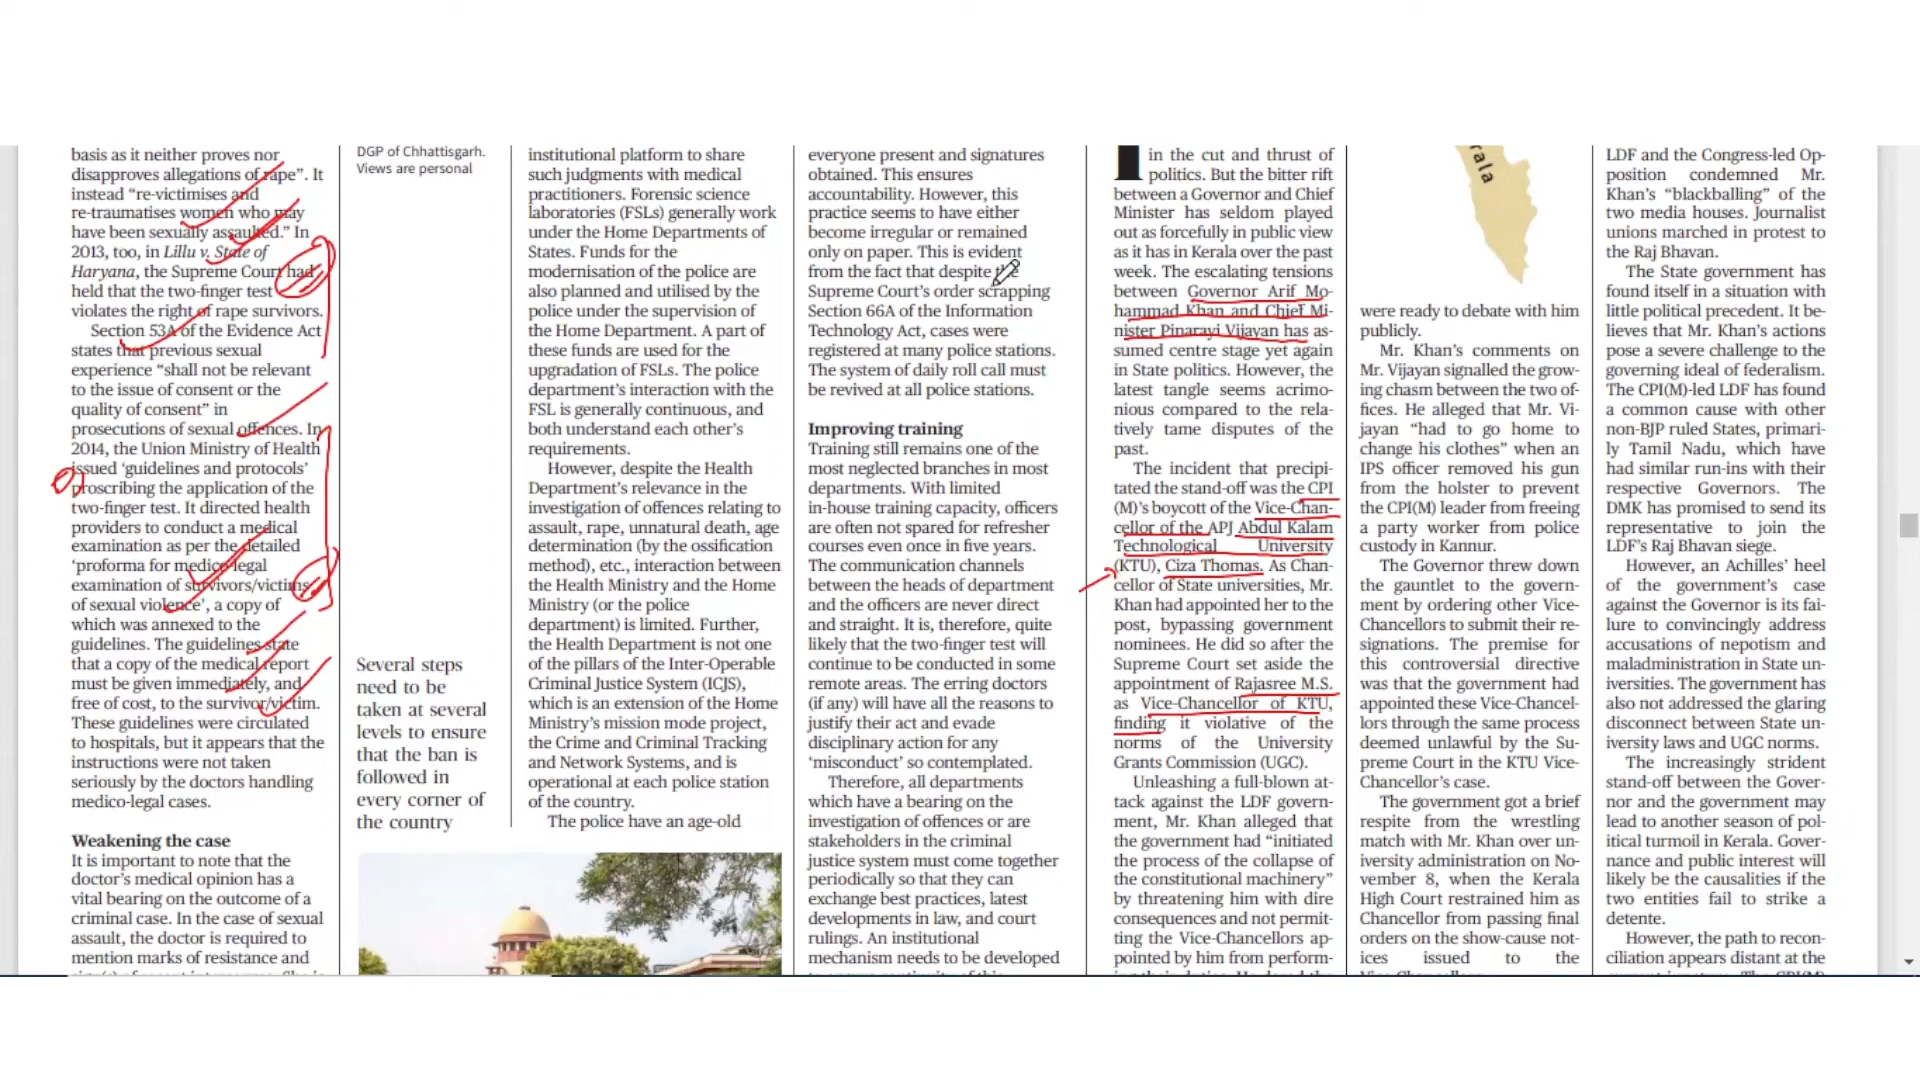 basis as it neither proves nor
disapproves allegations of rape”. It
instead “re-victimises and
re-traumatises women who may
have been sexually assaulted.” In
2013, too, in Lillu v. State of
Haryana, the Supreme Court had
held that the two-finger test
violates the right of rape survivors.
Section 53A of the Evidence Act
states that previous sexual
experience “shall not be relevant
to the issue of consent or the
quality of consent” in
prosecutions of sexual offences. In
2014, the Union Ministry of Health
issued ‘guidelines and protocols’
proscribing the application of the
two-finger test. It directed health
providers to conduct a medical
examination as per the detailed
‘proforma for medico-legal
examination of survivors/victims
of sexual violence’, a copy of
which was annexed to the
guidelines. The guidelines state
that a copy of the medical report
must be given immediately, and
free of cost, to the survivor/victim.
These guidelines were circulated
to hospitals, but it appears that the
instructions were not taken
seriously by the doctors handling
medico-legal cases.
Weakening the case
It is important to note that the
doctor’s medical opinion has a
vital bearing on the outcome of a
criminal case. In the case of sexual
assault, the doctor is required to
mention marks of resistance and
DGP of Chhattisgarh.
Views are personal
Several steps
need to be
taken at several
levels to ensure
that the ban is
followed in
every corner of
the country
institutional platform to share
such judgments with medical
practitioners. Forensic science
laboratories (FSLs) generally work
under the Home Departments of
States. Funds for the
modernisation of the police are
also planned and utilised by the
police under the supervision of
the Home Department. A part of
these funds are used for the
upgradation of FSLs. The police
department’s interaction with the
FSL is generally continuous, and
both understand each other’s
requirements.
However, despite the Health
Department’s relevance in the
investigation of offences relating to
assault, rape, unnatural death, age
determination (by the ossification
method), etc., interaction between
the Health Ministry and the Home
Ministry (or the police
department) is limited. Further,
the Health Department is not one
of the pillars of the Inter-Operable
Criminal Justice System (ICJS),
which is an extension of the Home
Ministry’s mission mode project,
the Crime and Criminal Tracking
and Network Systems, and is
operational at each police station
of the country.
The police have an age-old
everyone present and signatures
obtained. This ensures
accountability. However, this
practice seems to have either
become irregular or remained
only on paper. This is evident
from the fact that despite the
Supreme Court’s order scrapping
Section 66A of the Information
Technology Act, cases were
registered at many police stations.
The system of daily roll call must
be revived at all police stations.
Improving training
Training still remains one of the
most neglected branches in most
departments. With limited
in-house training capacity, officers
are often not spared for refresher
courses even once in five years.
The communication channels
between the heads of department
and the officers are never direct
and straight. It is, therefore, quite
likely that the two-finger test will
continue to be conducted in some
remote areas. The erring doctors
(if any) will have all the reasons to
justify their act and evade
disciplinary action for any
‘misconduct’ so contemplated.
Therefore, all departments
which have a bearing on the
investigation of offences or are
stakeholders in the criminal
justice system must come together
periodically so that they can
exchange best practices, latest
developments in law, and court
rulings. An institutional
mechanism needs to be developed
in the cut and thrust of
politics. But the bitter rift
between a Governor and Chief
Minister has seldom played
out as forcefully in public view
as it has in Kerala over the past
week. The escalating tensions
between Governor Arif Mo-
hammad Khan and Chief Mi-
nister Pinarayi Vijayan has as-
sumed centre stage yet again
in State politics. However, the
latest tangle seems acrimo-
nious compared to the rela-
tively tame disputes of the
past.
The incident that precipi-
tated the stand-off was the CPI
(M)’s boycott of the Vice-Chan-
cellor of the APJ Abdul Kalam
Technological University
(KTU), Ciza Thomas. As Chan-
cellor of State universities, Mr.
Khan had appointed her to the
post, bypassing government
nominees. He did so after the
Supreme Court set aside the
appointment of Rajasree M.S.
as Vice-Chancellor of KTU,
finding it violative of the
norms of the University
Grants Commission (UGC).
Unleashing a full-blown at-
tack against the LDF govern-
ment, Mr. Khan alleged that
the government had “initiated
the process of the collapse of
the constitutional machinery”
by threatening him with dire
consequences and not permit-
ting the Vice-Chancellors ap-
pointed by him from perform-
rala
were ready to debate with him
publicly.
Mr. Khan’s comments on
Mr. Vijayan signalled the grow-
ing chasm between the two of-
fices. He alleged that Mr. Vi-
jayan “had to go home to
change his clothes” when an
IPS officer removed his gun
from the holster to prevent
the CPI(M) leader from freeing
a party worker from police
custody in Kannur.
The Governor threw down
the gauntlet to the govern-
ment by ordering other Vice-
Chancellors to submit their re-
signations. The premise for
this controversial directive
was that the government had
appointed these Vice-Chancel-
lors through the same process
deemed unlawful by the Su-
preme Court in the KTU Vice-
Chancellor’s case.
The government got a brief
respite from the wrestling
match with Mr. Khan over un-
iversity administration on No-
vember 8, when the Kerala
High Court restrained him as
Chancellor from passing final
orders on the show-cause not-
ices issued to the
LDF and the Congress-led Op-
position condemned Mr.
Khan’s “blackballing” of the
two media houses. Journalist
unions marched in protest to
the Raj Bhavan.
The State government has
found itself in a situation with
little political precedent. It be-
lieves that Mr. Khan’s actions
pose a severe challenge to the
governing ideal of federalism.
The CPI(M)-led LDF has found
a common cause with other
non-BJP ruled States, primari-
ly Tamil Nadu, which have
had similar run-ins with their
respective Governors. The
DMK has promised to send its
representative to join the
LDF’s Raj Bhavan siege.
However, an Achilles’ heel
of the government’s case
against the Governor is its fai-
lure to convincingly address
accusations of nepotism and
maladministration in State un-
iversities. The government has
also not addressed the glaring
disconnect between State un-
iversity laws and UGC norms.
The increasingly strident
stand-off between the Gover-
nor and the government may
lead to another season of pol-
itical turmoil in Kerala. Gover-
nance and public interest will
likely be the causalities if the
two entities fail to strike a
detente.
However, the path to recon-
ciliation appears distant at the